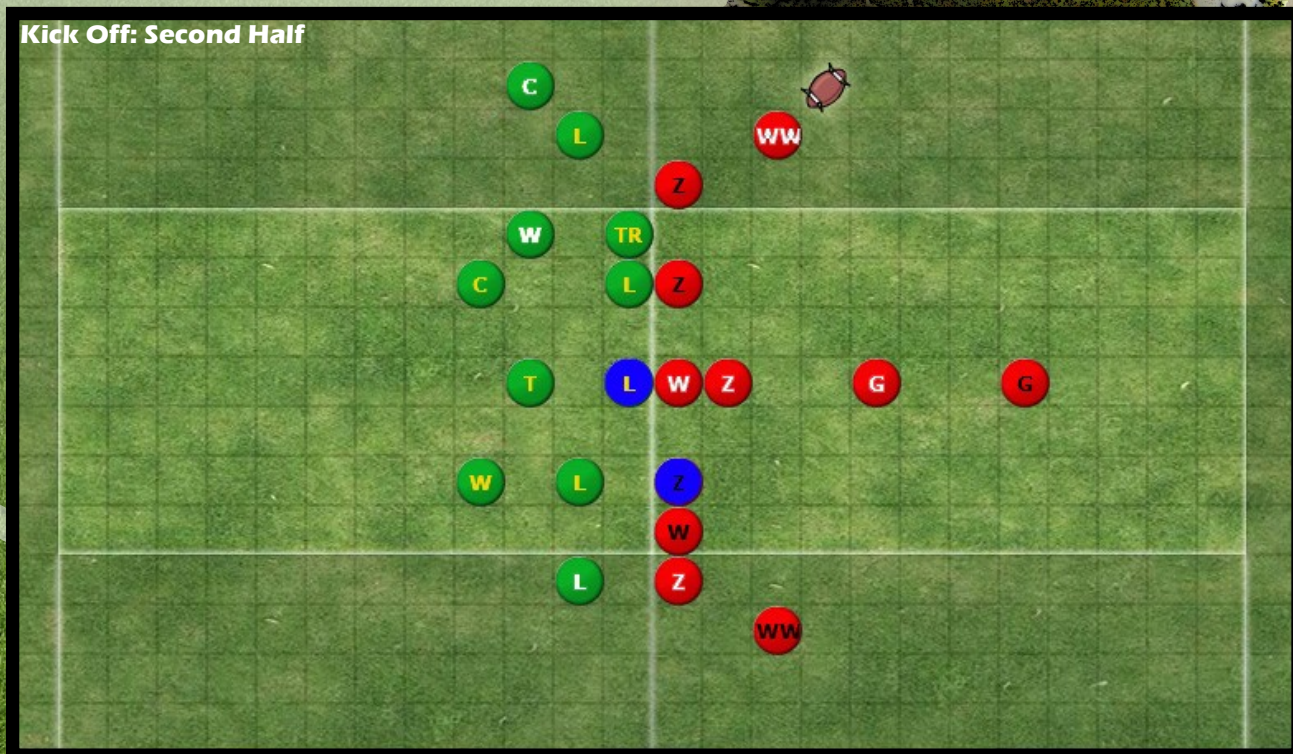 Kick Off: Second Half
C
L
WW
Z
W TR
C L Z
T L W Z G G
W L Z
W
L Z
WW